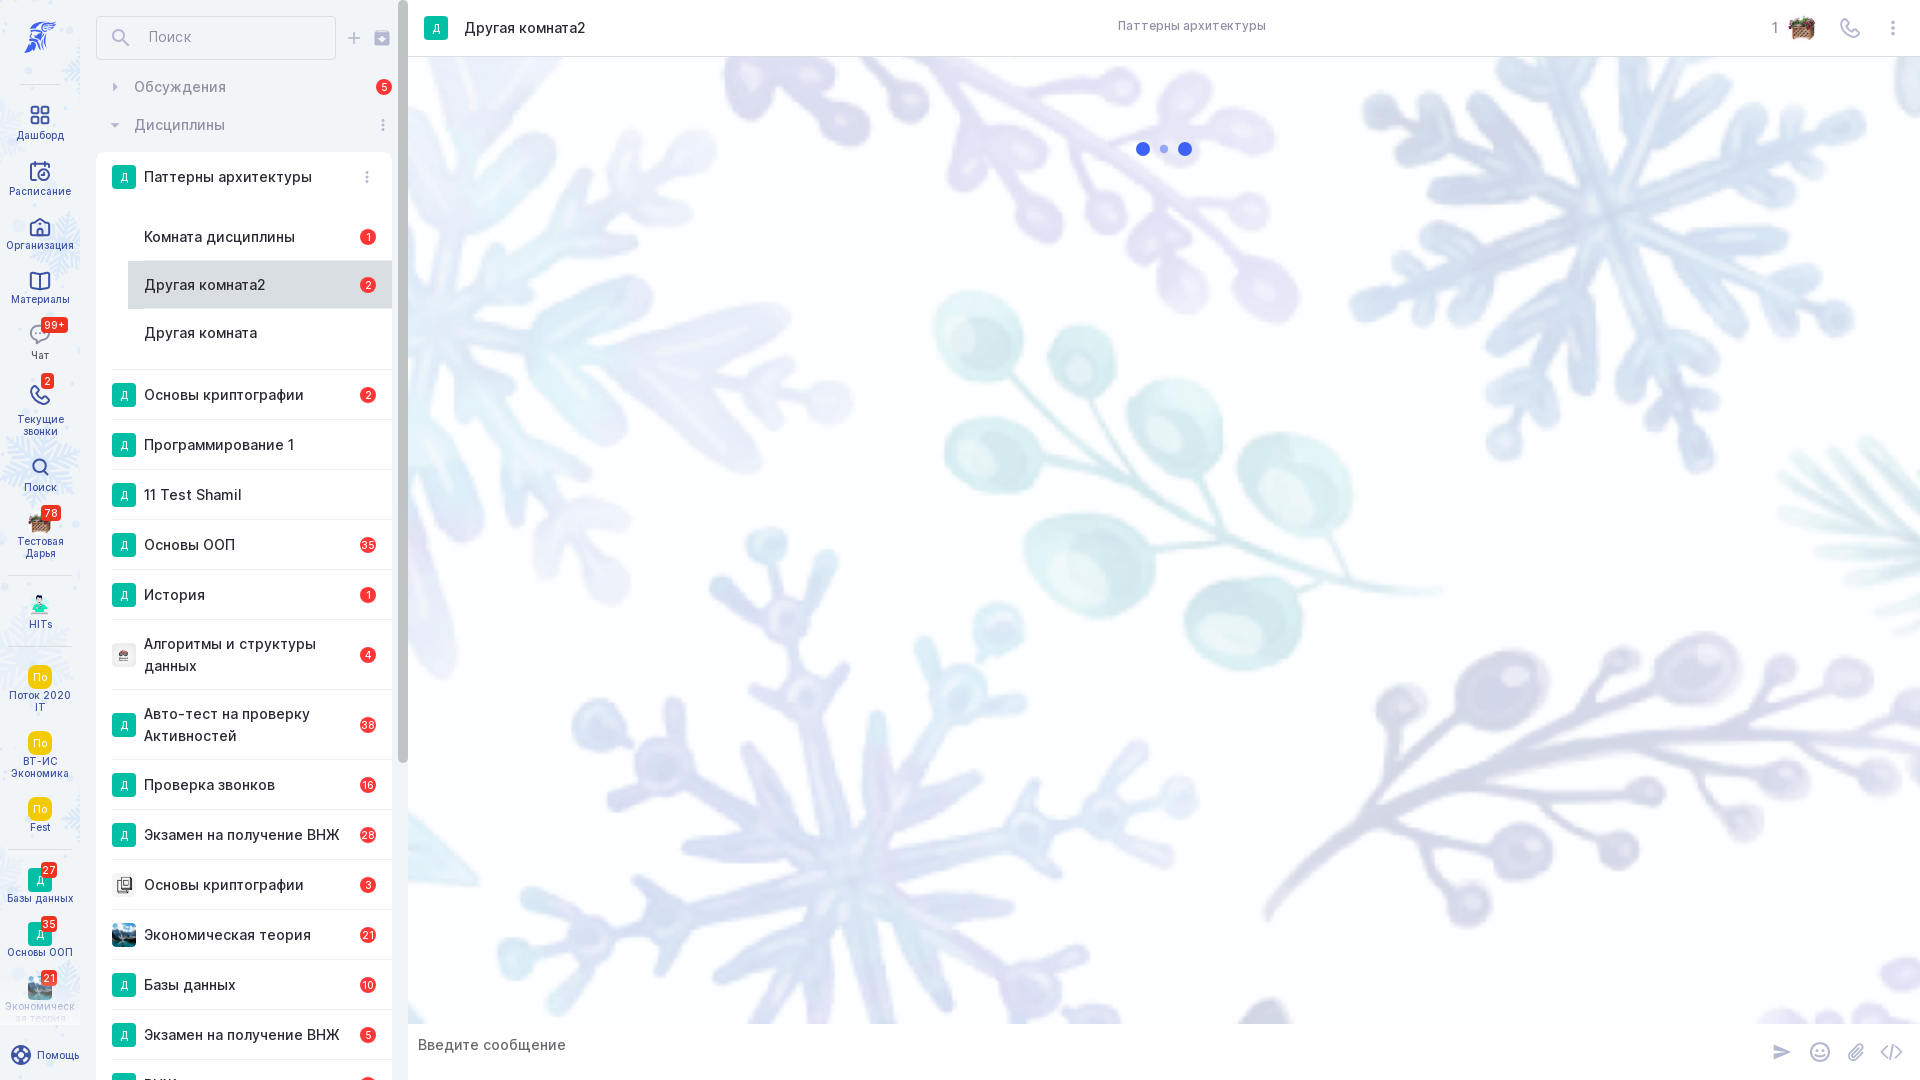 Дашборд
Расписание
Организация
Материалы
99+
Чат
2
Текущие
звонки
Поиск
78
Тестовая
Дарья
HITs
По
Поток 2020
IT
По
ВТ-ИС
Экономика
По
Fest
27
Д
Базы данных
35
Д
Основы ООП
21
Экономическ
ая теория
Помощь
Поиск
Обсуждения
5
Дисциплины
Д
Паттерны архитектуры
Комната дисциплины
1
Другая комната2
2
Другая комната
Д
Основы криптографии
2
Д
Программирование 1
Д
11 Test Shamil
Д
Основы ООП
35
Д
История
1
Алгоритмы и структуры
данных
4
Д
Авто-тест на проверку
Активностей
38
Д
Проверка звонков
16
Д
Экзамен на получение ВНЖ
28
Основы криптографии
3
Экономическая теория
21
Д
Базы данных
10
Д
Экзамен на получение ВНЖ
5
Д
Другая комната2
Паттерны архитектуры
1
Введите сообщение